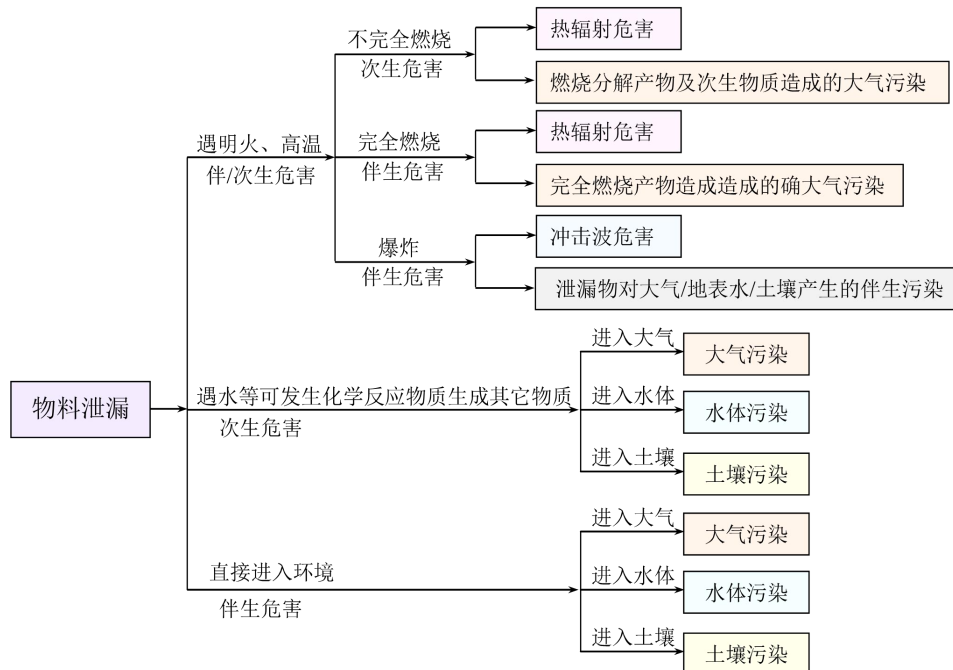 不完全燃烧
次生危害
热辐射危害
燃烧分解产物及次生物质造成的大气污染
遇明火、高温
伴/次生危害
完全燃烧
伴生危害
热辐射危害
完全燃烧产物造成造成的确大气污染
爆炸
伴生危害
冲击波危害
泄漏物对大气/地表水/土壤产生的伴生污染
物料泄漏
遇水等可发生化学反应物质生成其它物质
次生危害
进入大气
大气污染
进入水体
水体污染
进入土壤
土壤污染
直接进入环境
伴生危害
进入大气
大气污染
进入水体
水体污染
进入土壤
土壤污染